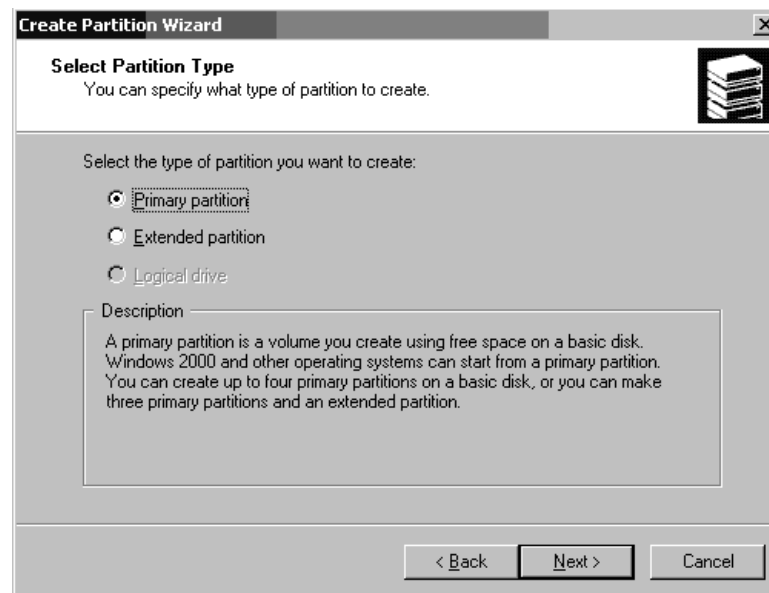 Create Partition Wizard
Select Partition Type
You can specify what type of partition to create.
Select the type of partition you want to create:
Primary partition
Extended partition
Logical drive
Description
A primary partition is a volume you create using free space on a basic disk.
Windows 2000 and other operating systems can start from a primary partition.
You can create up to four primary partitions on a basic disk, or you can make
three primary partitions and an extended partition.
< Back Next > Cancel